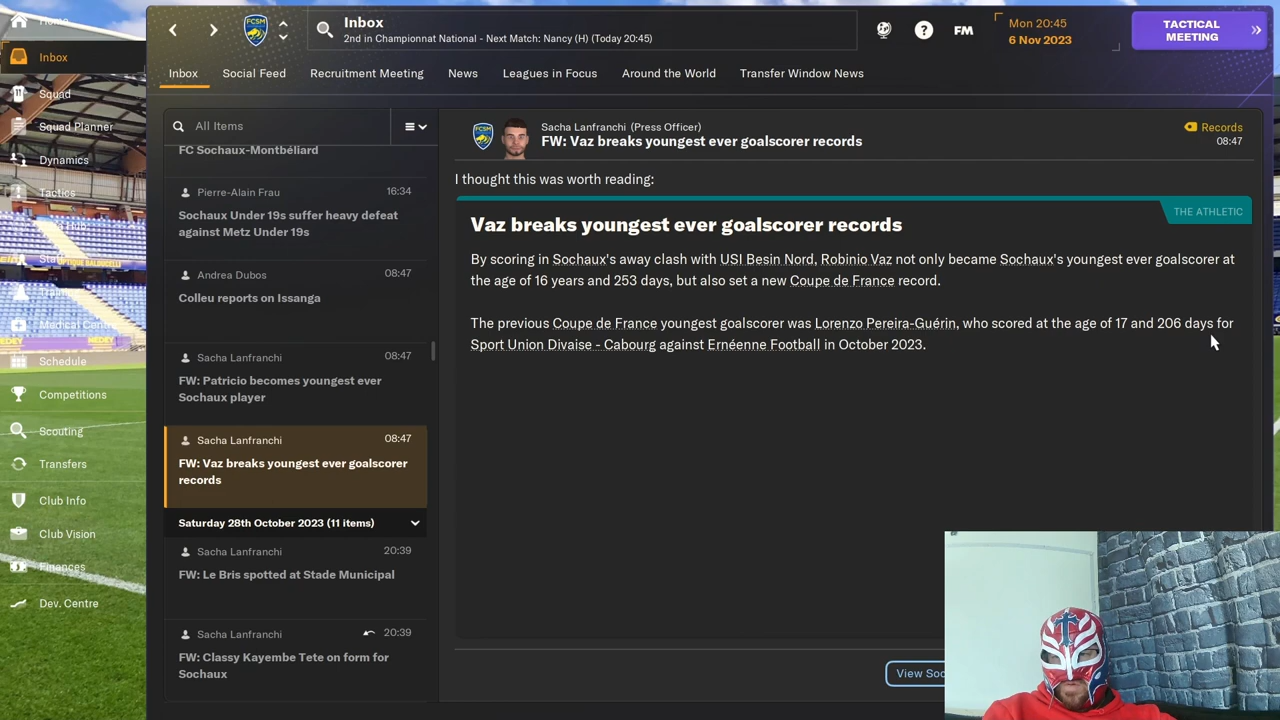 Home
Inbox
Squad
Squad Planner
Dynamics
Tactics
Medical Centre
Schedule
Competitions
Scouting
Transfers
Club Info
Club Vision
Finances
Dev. Centre
FCSM
Inbox
2nd in Championnat National - Next Match: Nancy (H) (Today 20:45)
?
FM
Mon 20:45
6 Nov 2023
TACTICAL
MEETING
Inbox Social Feed Recruitment Meeting News Leagues in Focus Around the World Transfer Window News
All Items
FC Sochaux-Montbéliard
Pierre-Alain Frau 16:34
Sochaux Under 19s suffer heavy defeat
against Metz Under 19s
Andrea Dubos 08:47
Colleu reports on Issanga
Sacha Lanfranchi 08:47
FW: Patricio becomes youngest ever
Sochaux player
Sacha Lanfranchi 08:47
FW: Vaz breaks youngest ever goalscorer
records
Saturday 28th October 2023 (11 items)
Sacha Lanfranchi 20:39
FW: Le Bris spotted at Stade Municipal
Sacha Lanfranchi 20:39
FW: Classy Kayembe Tete on form for
Sochaux
FCSM
Sacha Lanfranchi (Press Officer)
FW: Vaz breaks youngest ever goalscorer records
Records
08:47
I thought this was worth reading:
THE ATHLETIC
Vaz breaks youngest ever goalscorer records
By scoring in Sochaux's away clash with USI Besin Nord, Robinio Vaz not only became Sochaux's youngest ever goalscorer at
the age of 16 years and 253 days, but also set a new Coupe de France record.
The previous Coupe de France youngest goalscorer was Lorenzo Pereira-Guérin, who scored at the age of 17 and 206 days for
Sport Union Divaise - Cabourg against Ernéenne Football in October 2023.
View Soc